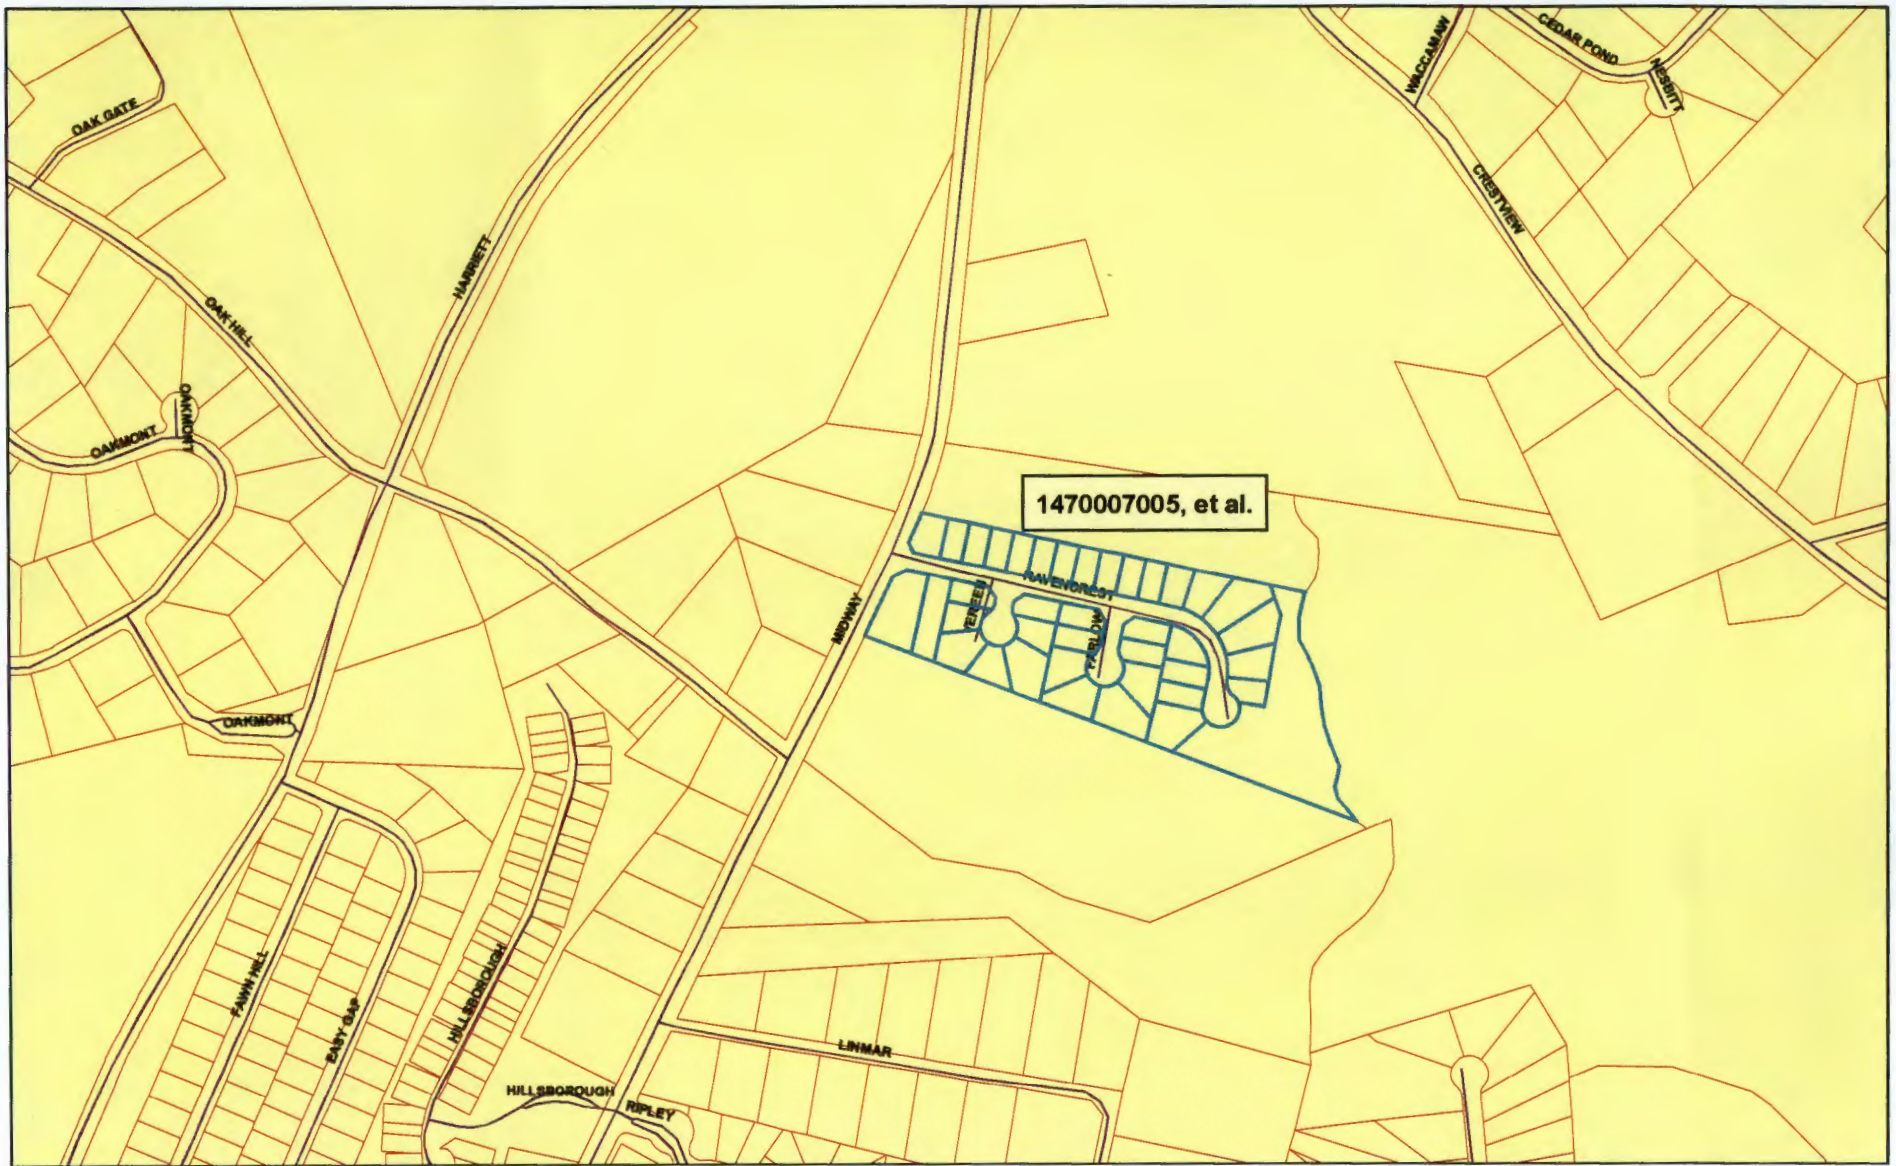 CEDAR POND
WACCAMAW
NESBITT
OAK GATE
CRESTVIEW
HARRIETT
OAK HILL
OAKMONT
OAKMONT
1470007005, et al.
RAVENCREST
MIDWAY
FARLOW
OAKMONT
FAWN HILL
EASY GAP
HILLSBOROUGH
LINMAR
HILLSBOROUGH
RIPLEY